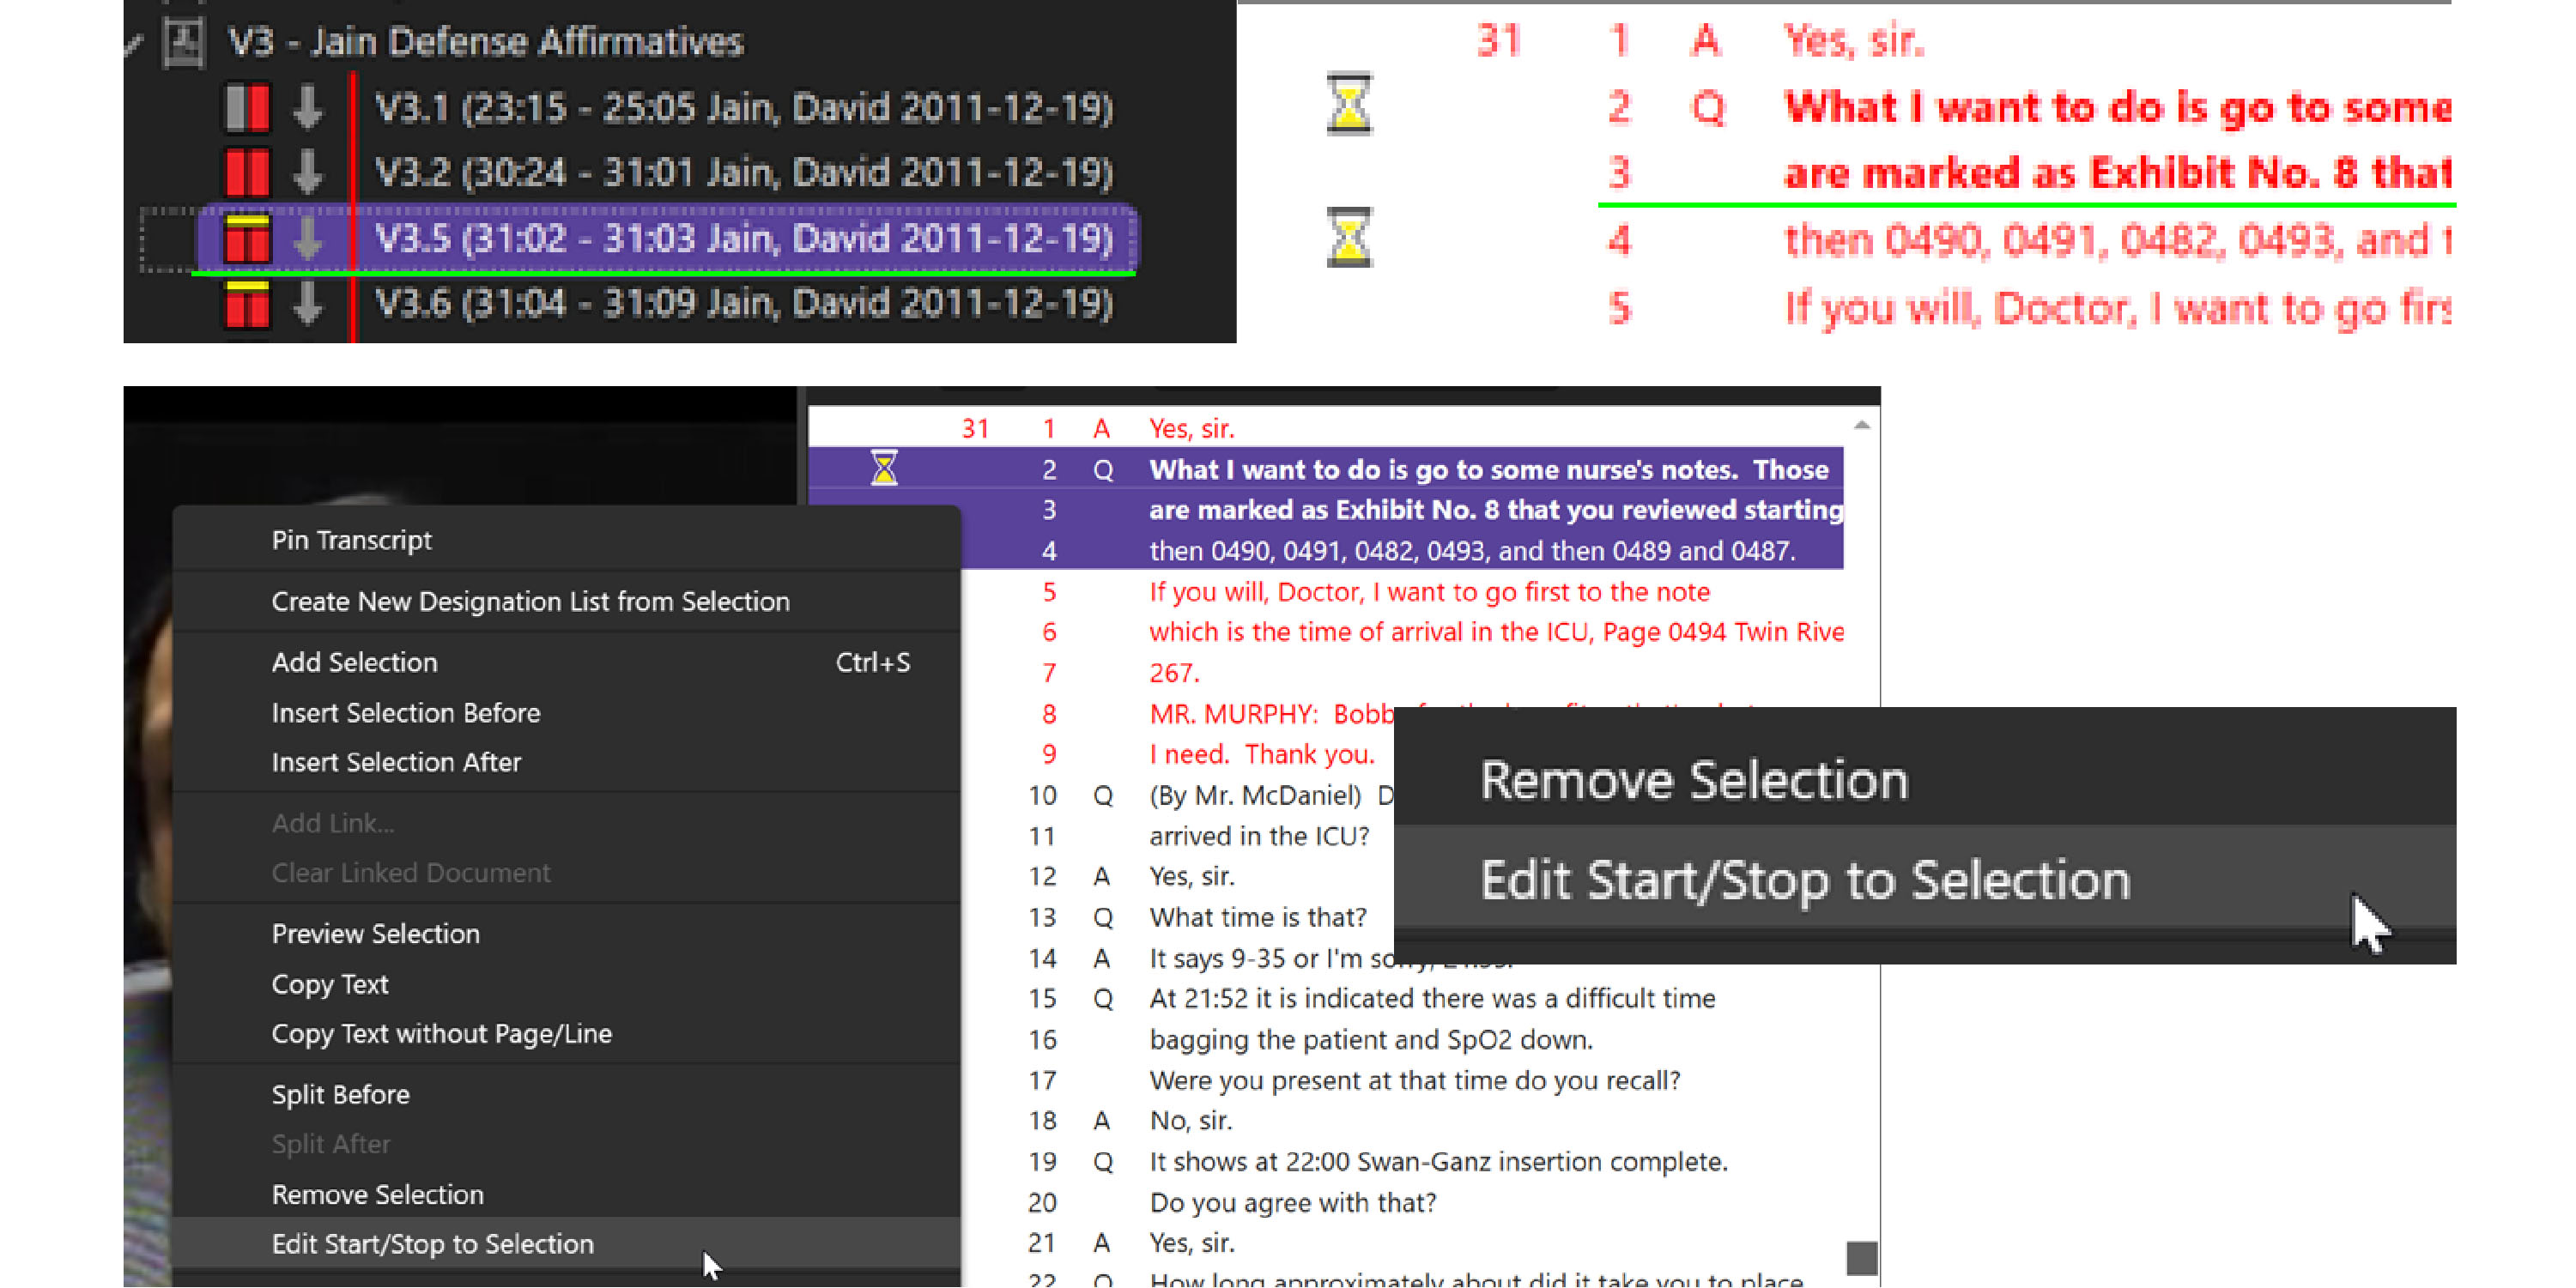 V3 - Jain Defense Affirmatives
V3.1 (23:15 - 25:05 Jain, David 2011-12-19)
V3.2 (30:24 - 31:01 Jain, David 2011-12-19)
V3.5 (31:02 - 31:03 Jain, David 2011-12-19)
V3.6 (31:04 - 31:09 Jain, David 2011-12-19)
31 1 A Yes, sir.
2 Q What I want to do is go to some
3 are marked as Exhibit No. 8 that
4 then 0490, 0491, 0482, 0493, and
5 If you will, Doctor, I want to go firs
Pin Transcript
Create New Designation List from Selection
Add Selection Ctrl+S
Insert Selection Before
Insert Selection After
Add Link...
Clear Linked Document
Preview Selection
Copy Text
Copy Text without Page/Line
Split Before
Split After
Remove Selection
Edit Start/Stop to Selection
31 1 A Yes, sir.
2 Q What I want to do is go to some nurse's notes. Those
3 are marked as Exhibit No. 8 that you reviewed starting
4 then 0490, 0491, 0482, 0493, and then 0489 and 0487.
5 If you will, Doctor, I want to go first to the note
6 which is the time of arrival in the ICU, Page 0494 Twin Rive
7 267.
8 MR. MURPHY: Bobb
9 I need. Thank you.
10 Q (By Mr. McDaniel) D
11 arrived in the ICU?
12 A Yes, sir.
13 Q What time is that?
14 A It says 9-35 or I'm
15 Q At 21:52 it is indicated there was a difficult time
16 bagging the patient and SpO2 down.
17 Were you present at that time do you recall?
18 A No, sir.
19 Q It shows at 22:00 Swan-Ganz insertion complete.
20 Do you agree with that?
21 A Yes, sir.
22 Q How long approximately about did it take you to place
Remove Selection
Edit Start/Stop to Selection